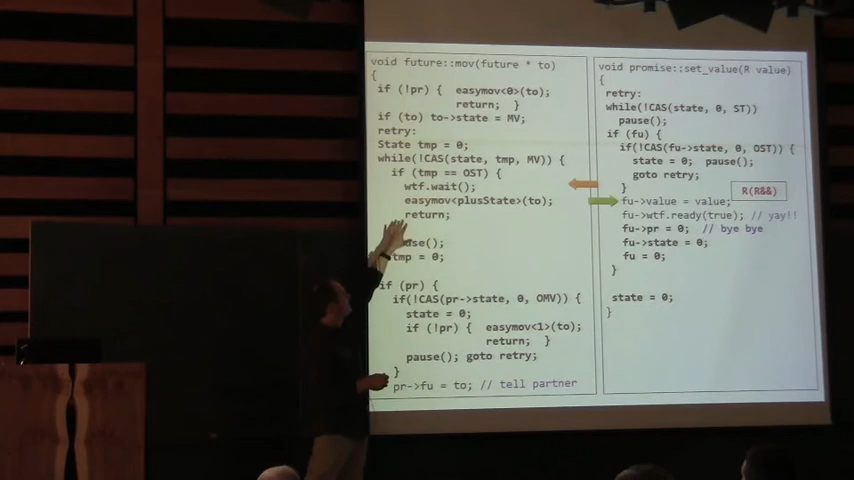 void future::mov(future * to)
{
if (!pr) { easymov<0>(to);
return; }
if (to) to->state = MV;
retry:
State tmp = 0;
while(!CAS(state, tmp, MV)) {
if (tmp == OST) {
wtf.wait();
easymov<plusState>(to);
return;
se();
tmp = 0;
if (pr) {
if(!CAS(pr->state, 0, OMV)) {
state = 0;
if (!pr) { easymov<1>(to);
return; }
pause(); goto retry;
}
pr->fu = to; // tell partner
void promise::set_value(R value)
{
retry:
while(!CAS(state, 0, ST))
pause();
if (fu) {
if(!CAS(fu->state, 0, OST)) {
state = 0; pause();
goto retry;
}
R(R&&)
fu->value = value;
fu->wtf.ready(true); // yay!!
fu->pr = 0; // bye bye
fu->state = 0;
fu = 0;
}
state = 0;
}